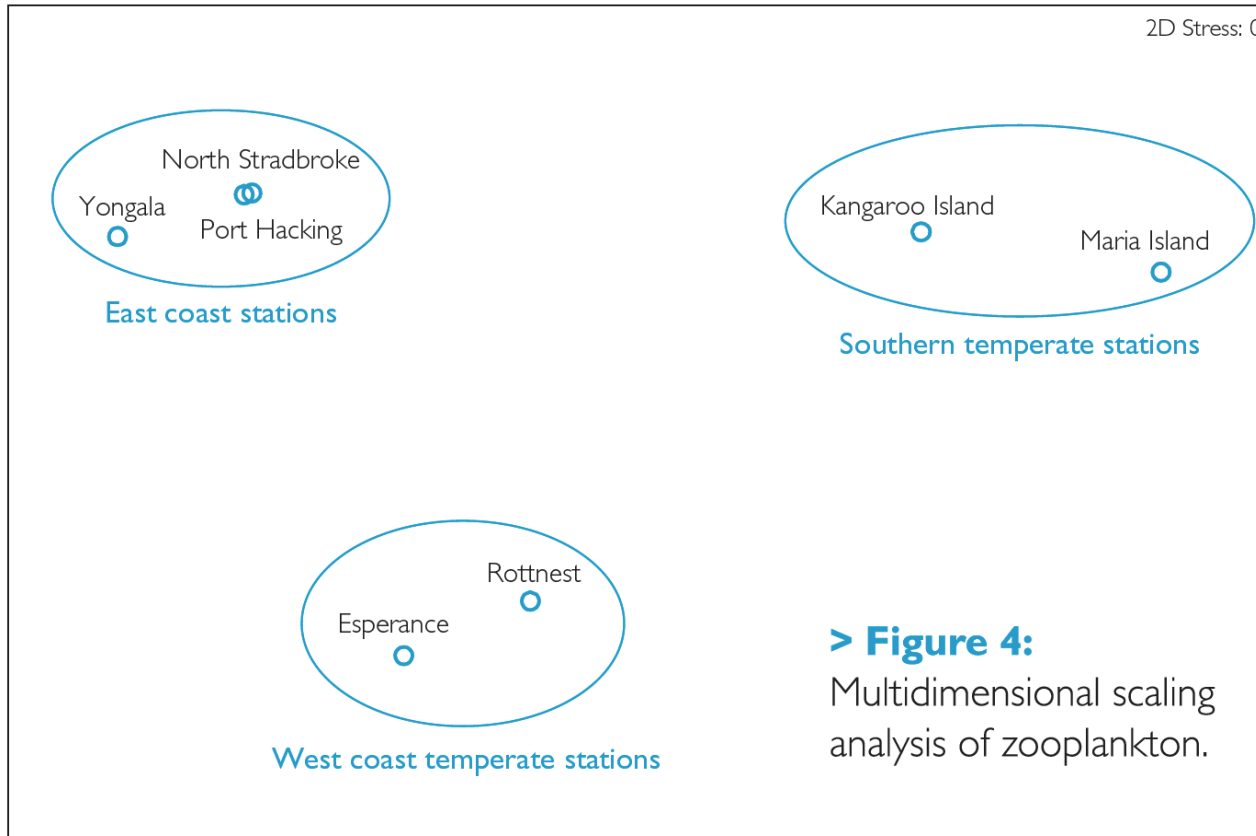 2D Stress: 0
North Stradbroke
Yongala
Port Hacking
East coast stations
Kangaroo Island
Maria Island
Southern temperate stations
Rottnest
Esperance
West coast temperate stations
> Figure 4:
Multidimensional scaling
analysis of zooplankton.